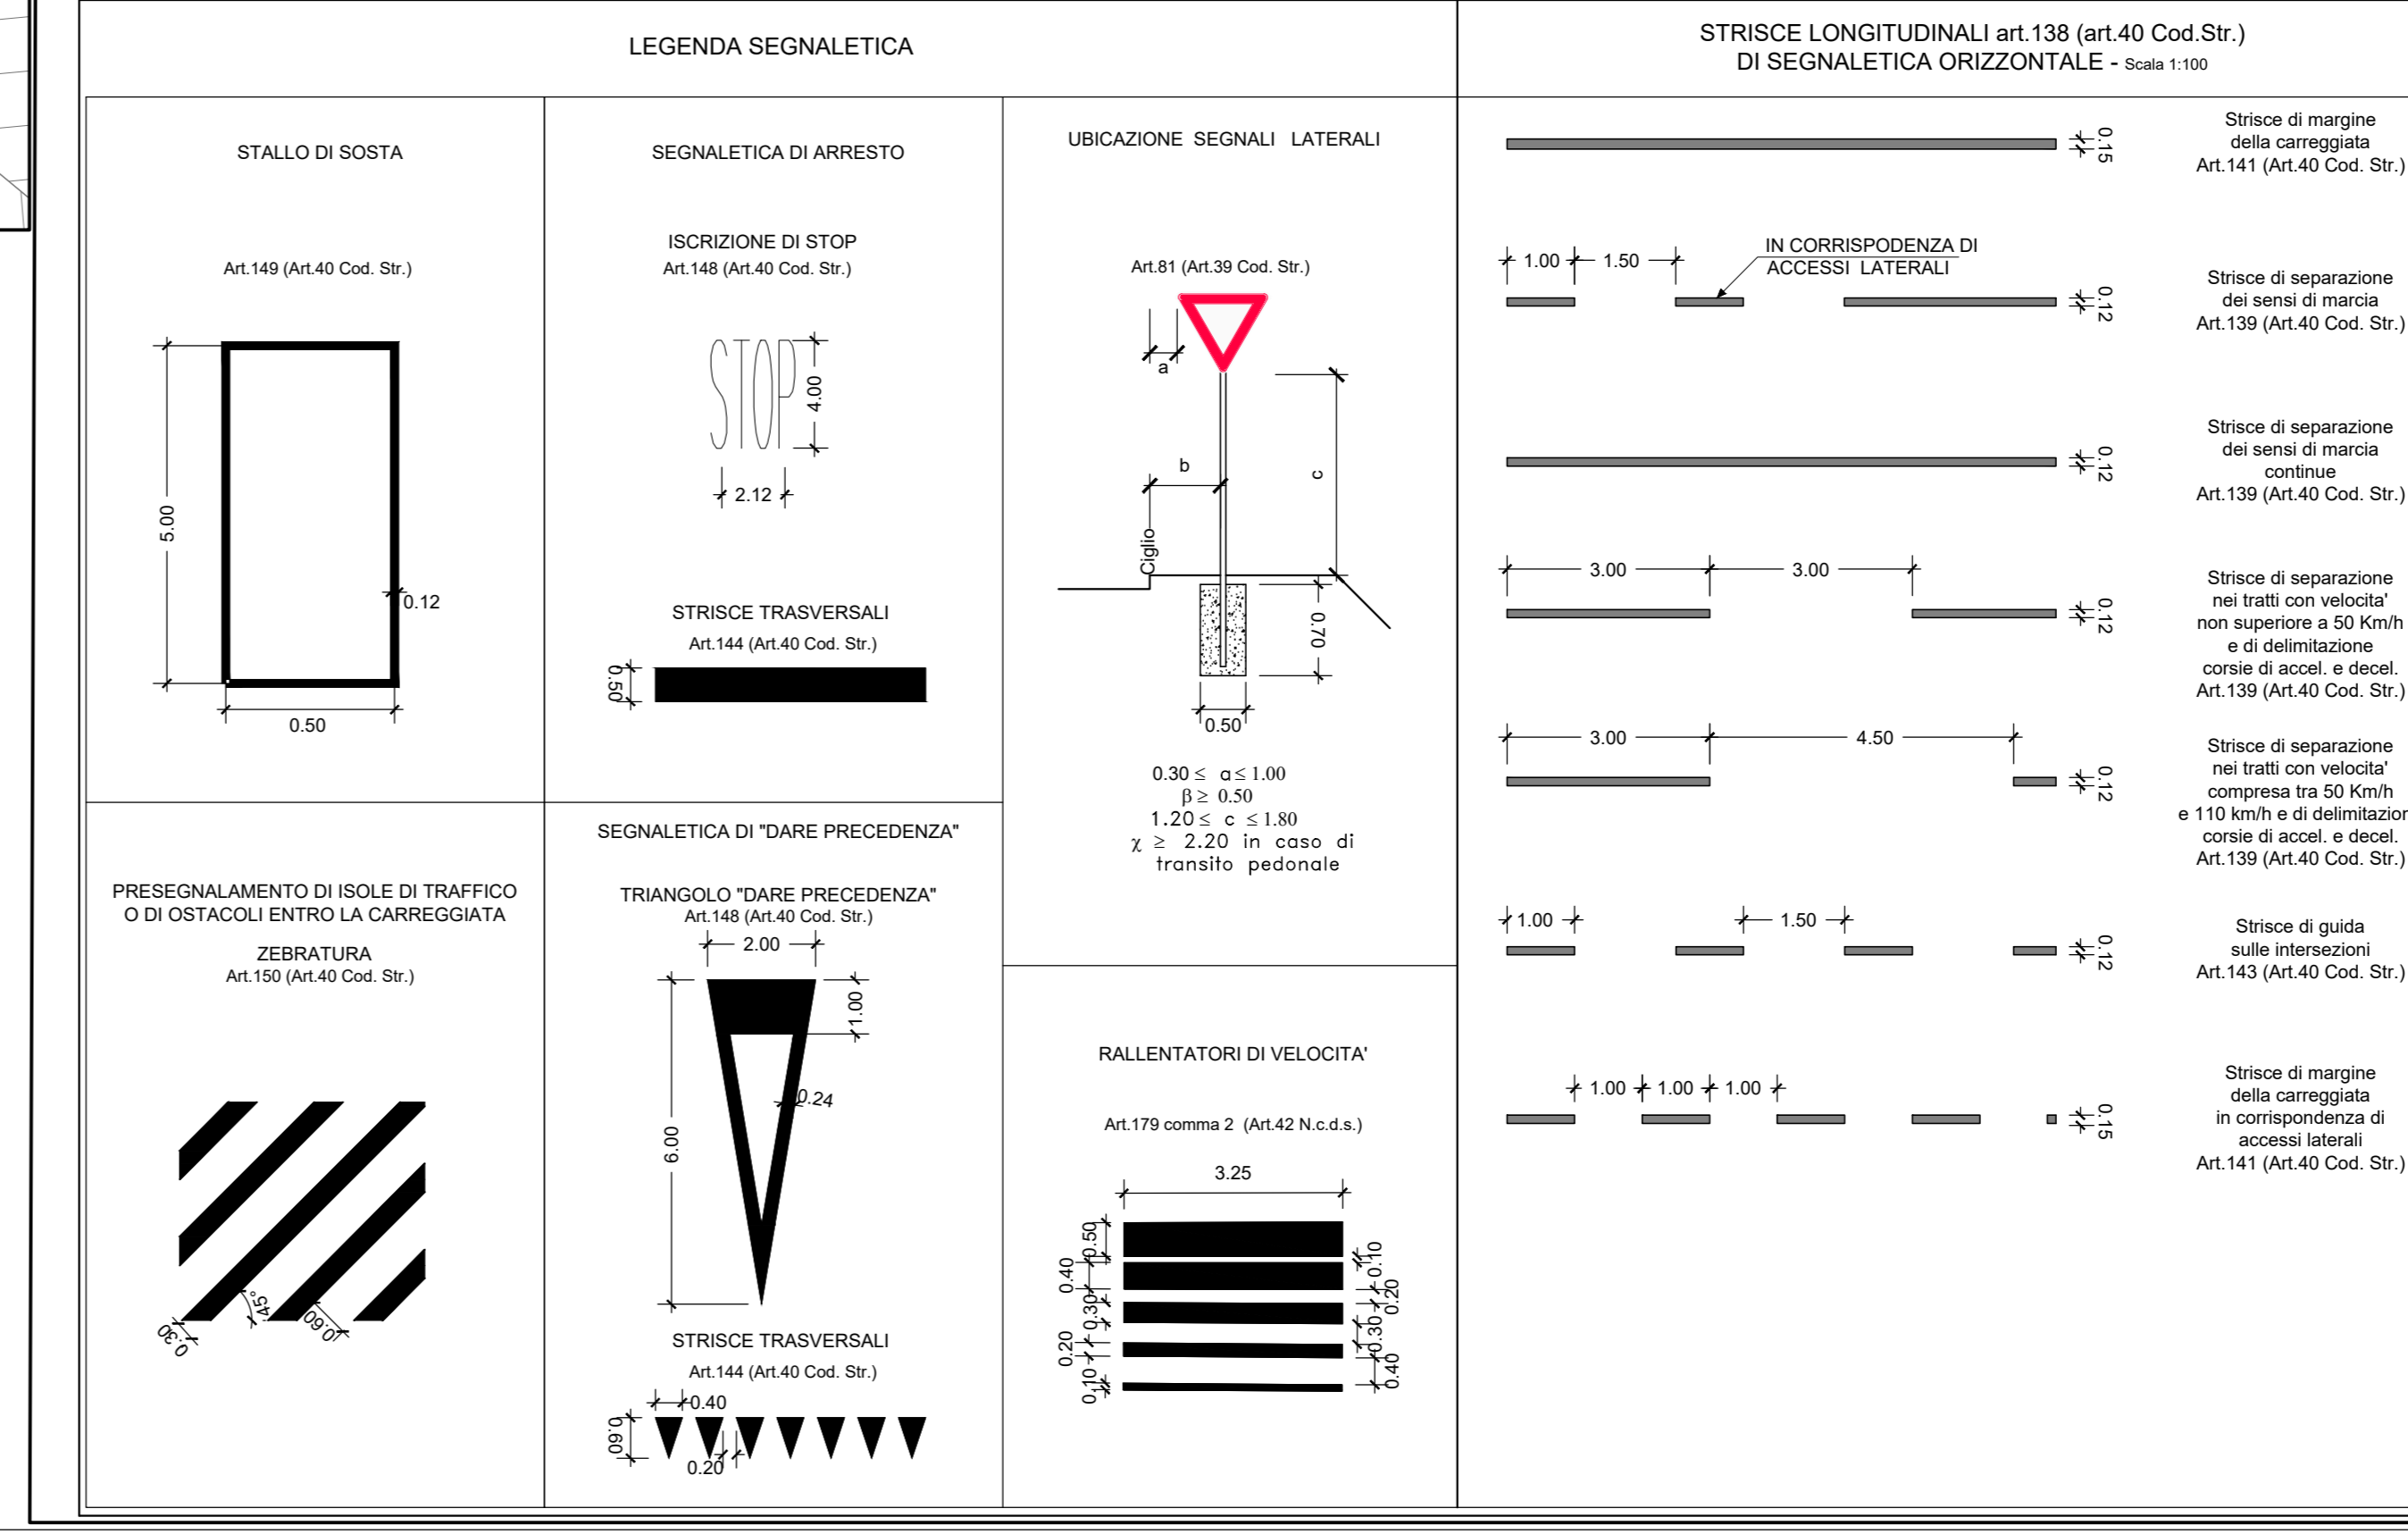 LEGENDA SEGNALETICA
STALLO DI SOSTA
Art.149 (Art.40 Cod. Str.)
5.00
0.12
0.50
SEGNALETICA DI ARRESTO
ISCRIZIONE DI STOP
Art.148 (Art.40 Cod. Str.)
STOP
4.00
2.12
STRISCE TRASVERSALI
Art.144 (Art.40 Cod. Str.)
0.50
UBICAZIONE SEGNALI LATERALI
Art.81 (Art.39 Cod. Str.)
a
b
c
Ciglio
0.70
0.50
0.30 ≤ a ≤ 1.00
β ≥ 0.50
1.20 ≤ c ≤ 1.80
χ ≥ 2.20 in caso di
transito pedonale
PRESEGNALAMENTO DI ISOLE DI TRAFFICO
O DI OSTACOLI ENTRO LA CARREGGIATA
ZEBRATURA
Art.150 (Art.40 Cod. Str.)
0.30
45°
0.60
SEGNALETICA DI "DARE PRECEDENZA"
TRIANGOLO "DARE PRECEDENZA"
Art.148 (Art.40 Cod. Str.)
2.00
1.00
0.24
6.00
STRISCE TRASVERSALI
Art.144 (Art.40 Cod. Str.)
0.40
0.60
0.20
RALLENTATORI DI VELOCITA'
Art.179 comma 2 (Art.42 N.c.d.s.)
3.25
0.50
0.10
0.40
0.20
0.30
0.30
0.20
0.40
0.10
STRISCE LONGITUDINALI art.138 (art.40 Cod.Str.)
DI SEGNALETICA ORIZZONTALE - Scala 1:100
0.15
Strisce di margine
della carreggiata
Art.141 (Art.40 Cod. Str.)
1.00 1.50
IN CORRISPODENZA DI
ACCESSI LATERALI
0.12
Strisce di separazione
dei sensi di marcia
Art.139 (Art.40 Cod. Str.)
0.12
Strisce di separazione
dei sensi di marcia
continue
Art.139 (Art.40 Cod. Str.)
3.00 3.00
0.12
Strisce di separazione
nei tratti con velocita'
non superiore a 50 Km/h
e di delimitazione
corsie di accel. e decel.
Art.139 (Art.40 Cod. Str.)
3.00 4.50
0.12
Strisce di separazione
nei tratti con velocita'
compresa tra 50 Km/h
e 110 km/h e di delimitazion
corsie di accel. e decel.
Art.139 (Art.40 Cod. Str.)
1.00 1.50
0.12
Strisce di guida
sulle intersezioni
Art.143 (Art.40 Cod. Str.)
1.00 1.00 1.00
0.15
Strisce di margine
della carreggiata
in corrispondenza di
accessi laterali
Art.141 (Art.40 Cod. Str.)